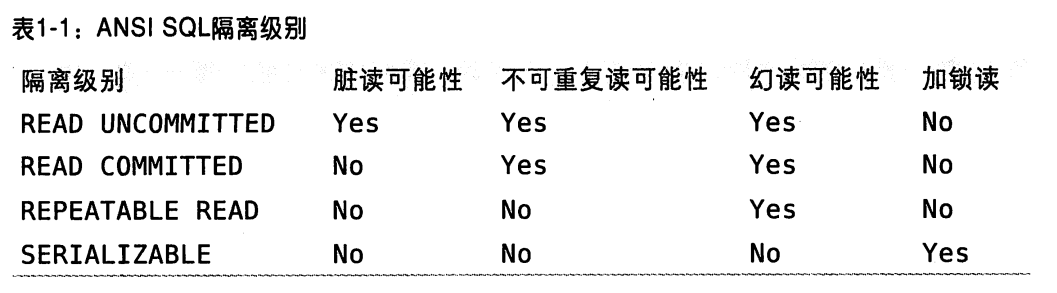 表1-1：ANSI SQL隔离级别
隔离级别 脏读可能性 不可重复读可能性 幻读可能性 加锁读
READ UNCOMMITTED Yes Yes Yes No
READ COMMITTED No Yes Yes No
REPEATABLE READ No No Yes No
SERIALIZABLE No No No Yes